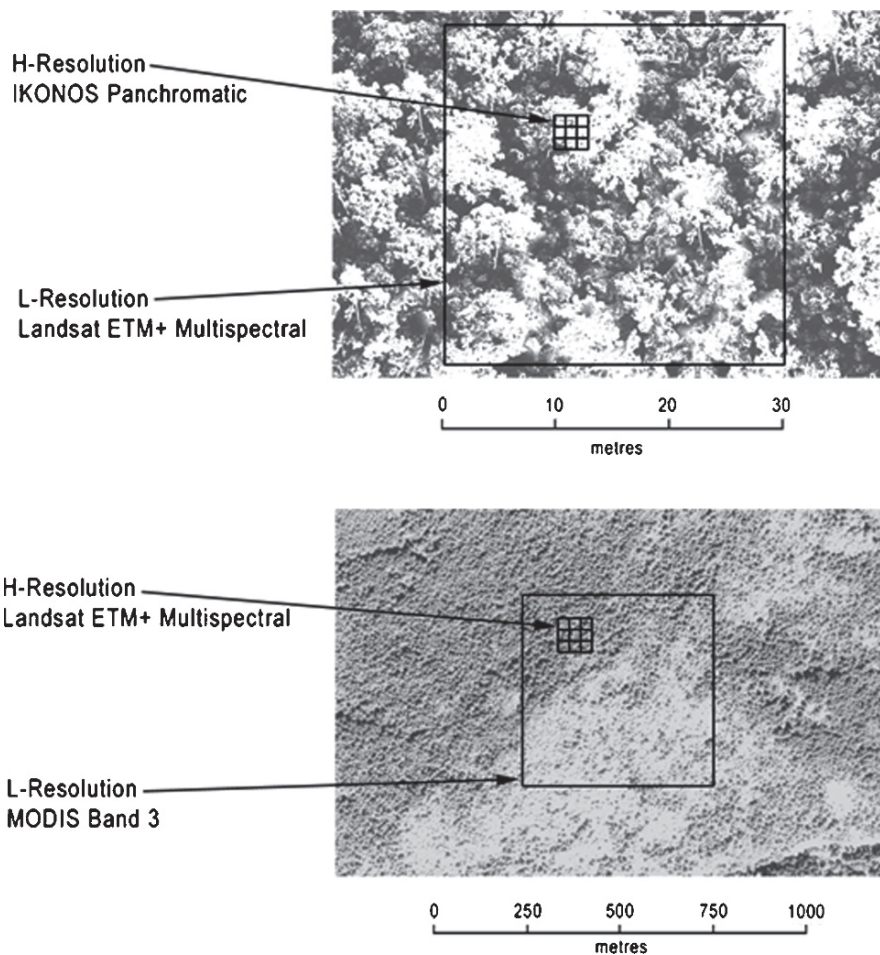 H-Resolution
IKONOS Panchromatic
L-Resolution
Landsat ETM+ Multispectral
0 10 20 30
metres
H-Resolution
Landsat ETM+ Multispectral
L-Resolution
MODIS Band 3
0 250 500 750 1000
metres